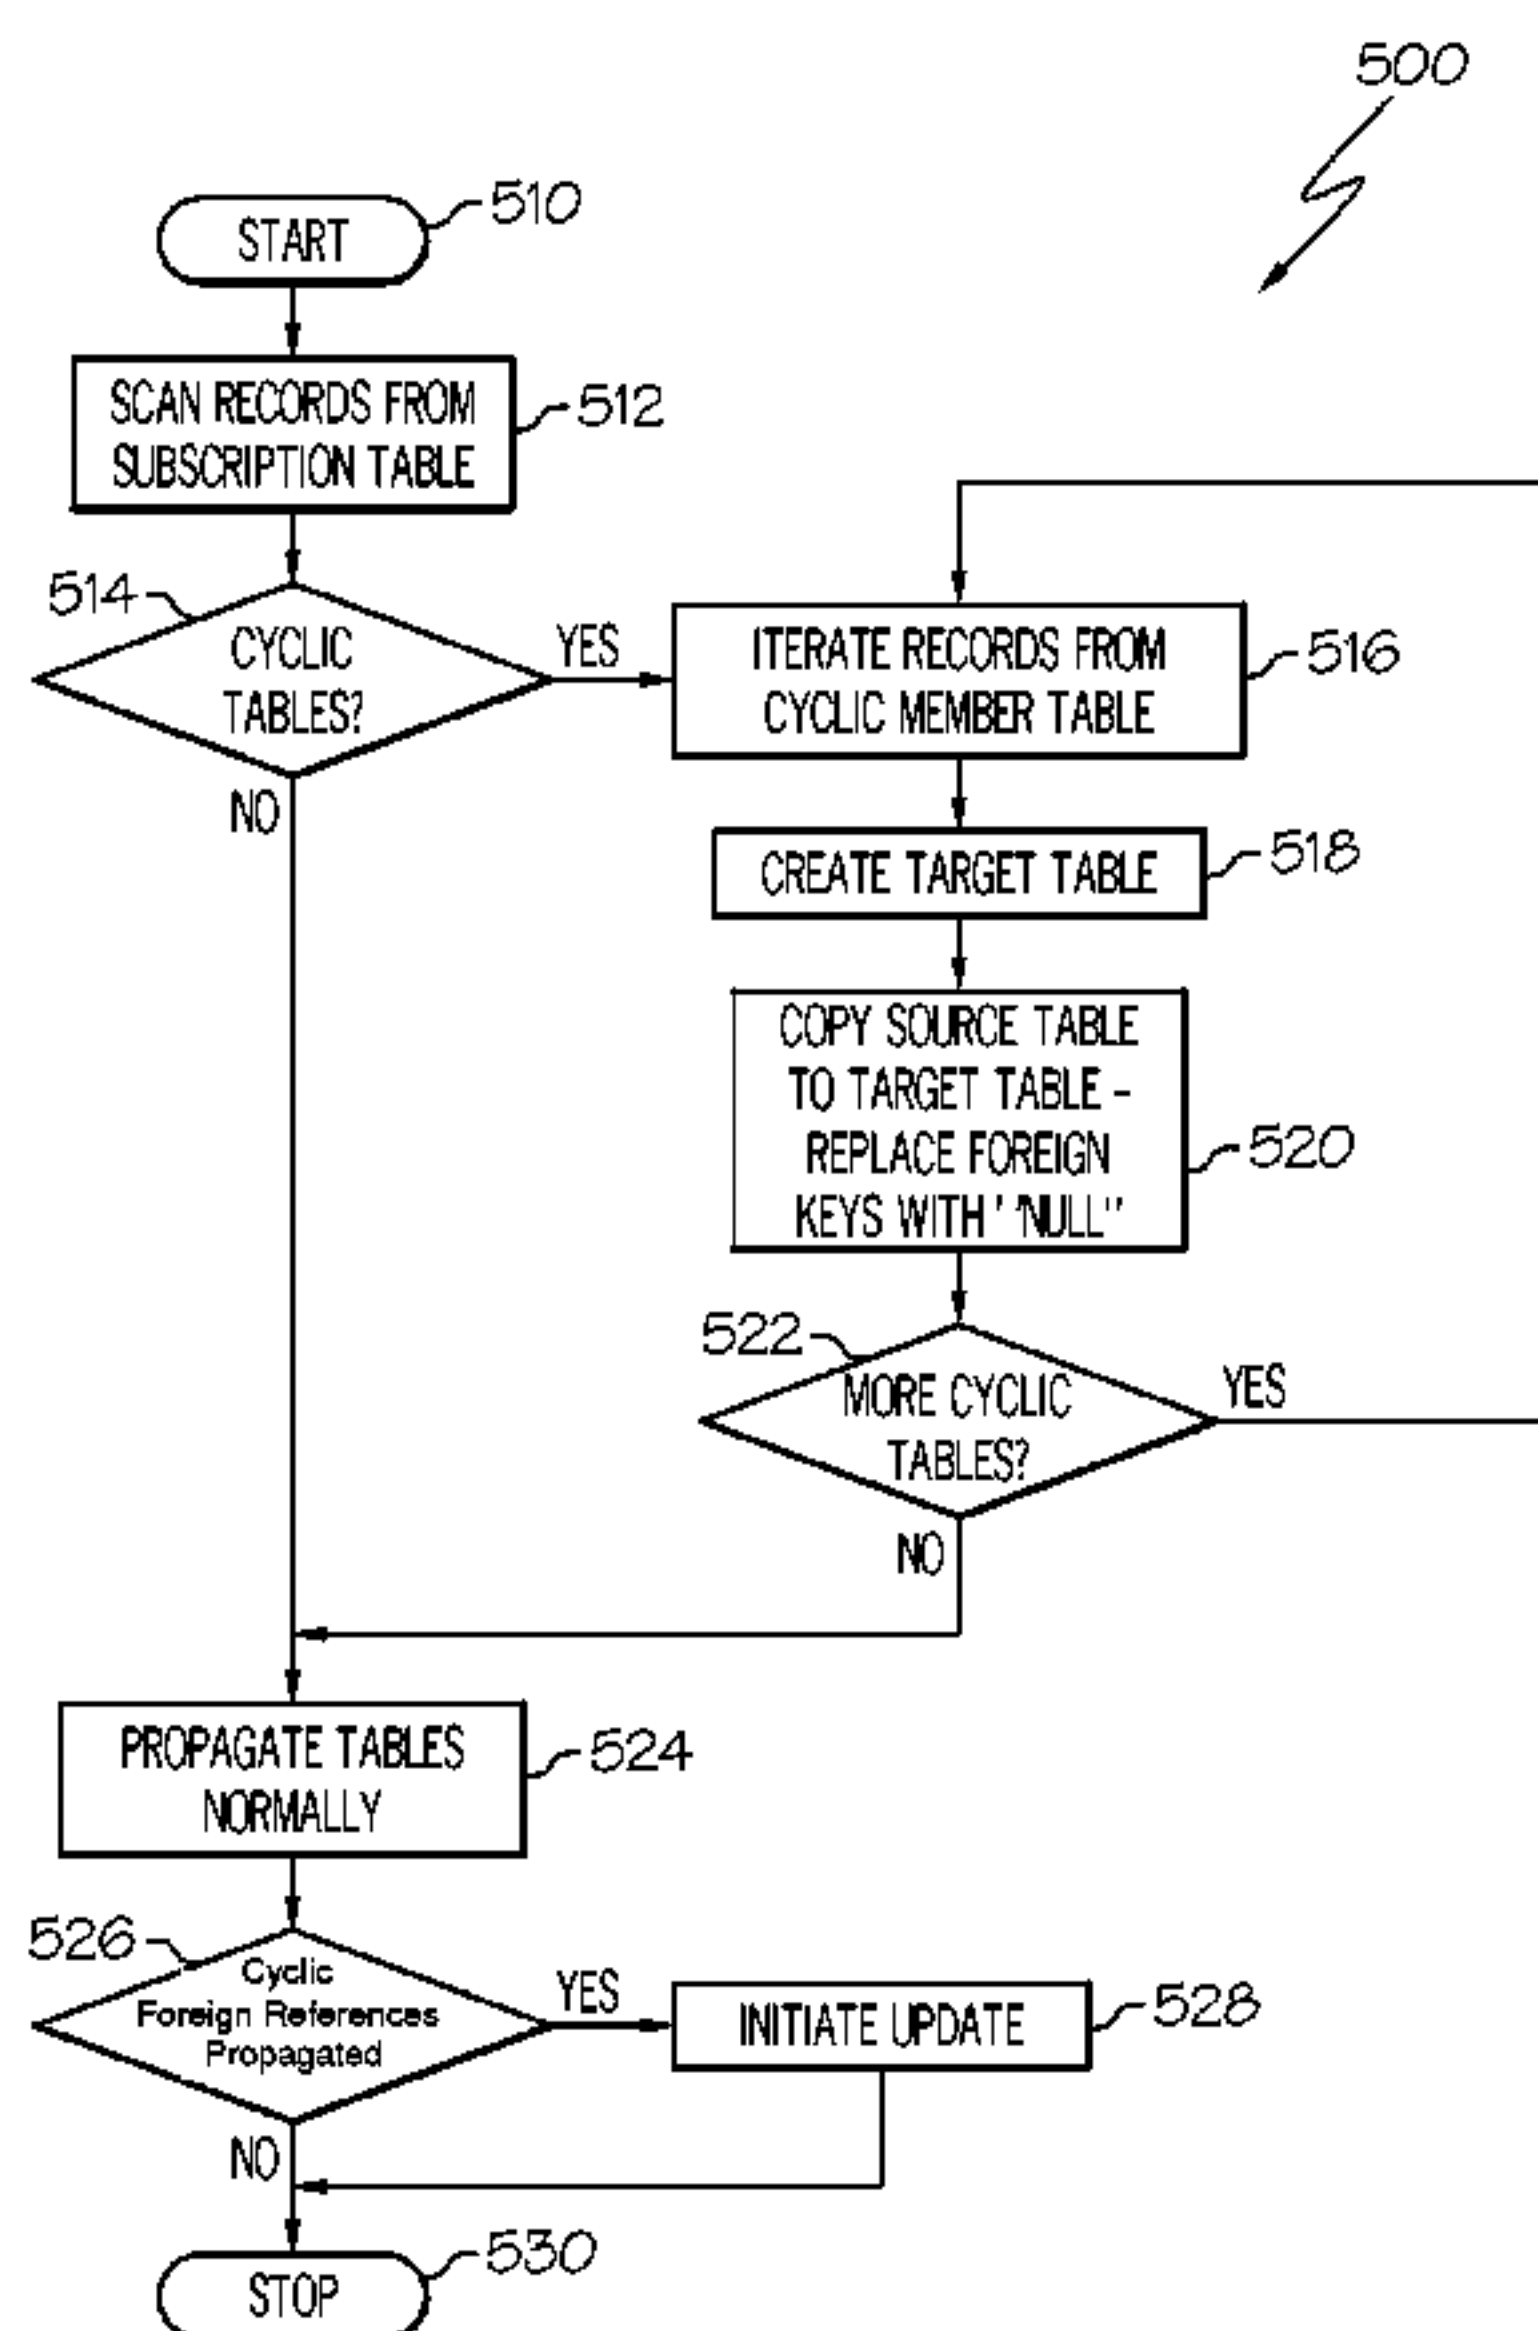 500
START
510
SCAN RECORDS FROM
SUBSCRIPTION TABLE
512
514
CYCLIC
TABLES?
YES
NO
ITERATE RECORDS FROM
CYCLIC MEMBER TABLE
516
CREATE TARGET TABLE
518
COPY SOURCE TABLE
TO TARGET TABLE -
REPLACE FOREIGN
KEYS WITH ''NULL''
520
522
MORE CYCLIC
TABLES?
YES
NO
PROPAGATE TABLES
NORMALLY
524
526
Cyclic
Foreign References
Propagated
YES
NO
INITIATE UPDATE
528
STOP
530